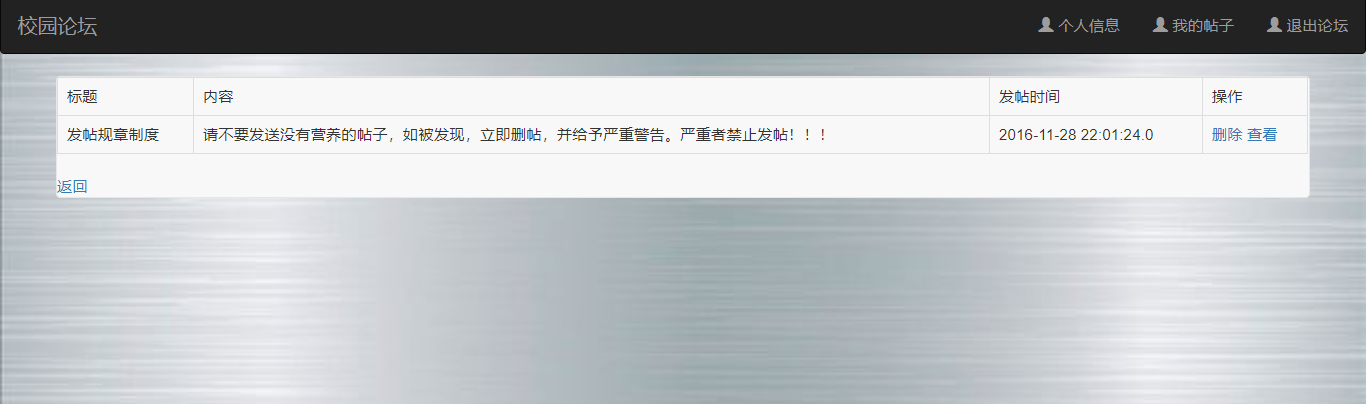 校园论坛 个人信息 我的帖子 退出论坛
标题 内容 发帖时间 操作
发帖规章制度 请不要发送没有营养的帖子，如被发现，立即删帖，并给予严重警告。严重者禁止发帖！！！ 2016-11-28 22:01:24.0 删除 查看
返回